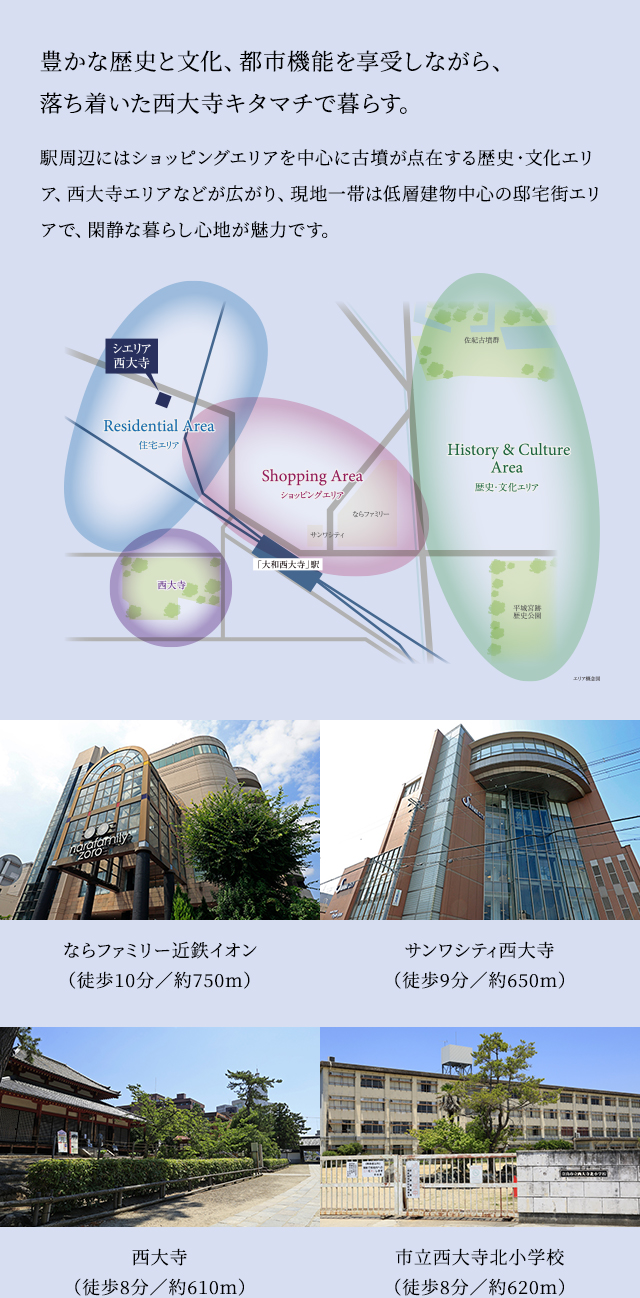 豊かな歴史と文化、都市機能を享受しながら、
落ち着いた西大寺キタマチで暮らす。
駅周辺にはショッピングエリアを中心に古墳が点在する歴史・文化エリ
ア、西大寺エリアなどが広がり、現地一帯は低層建物中心の邸宅街エリ
アで、閑静な暮らし心地が魅力です。
シエリア
西大寺
佐紀古墳群
Residential Area
住宅エリア
Shopping Area
ショッピングエリア
History & Culture
Area
歴史・文化エリア
ならファミリー
サンワシティ
「大和西大寺」駅
西大寺
平城宮跡
歴史公園
エリア概念図
narafamily
zoro
ならファミリー近鉄イオン
（徒歩10分／約750m）
サンワシティ西大寺
（徒歩9分／約650m）
西大寺
（徒歩8分／約610m）
市立西大寺北小学校
（徒歩8分／約620m）